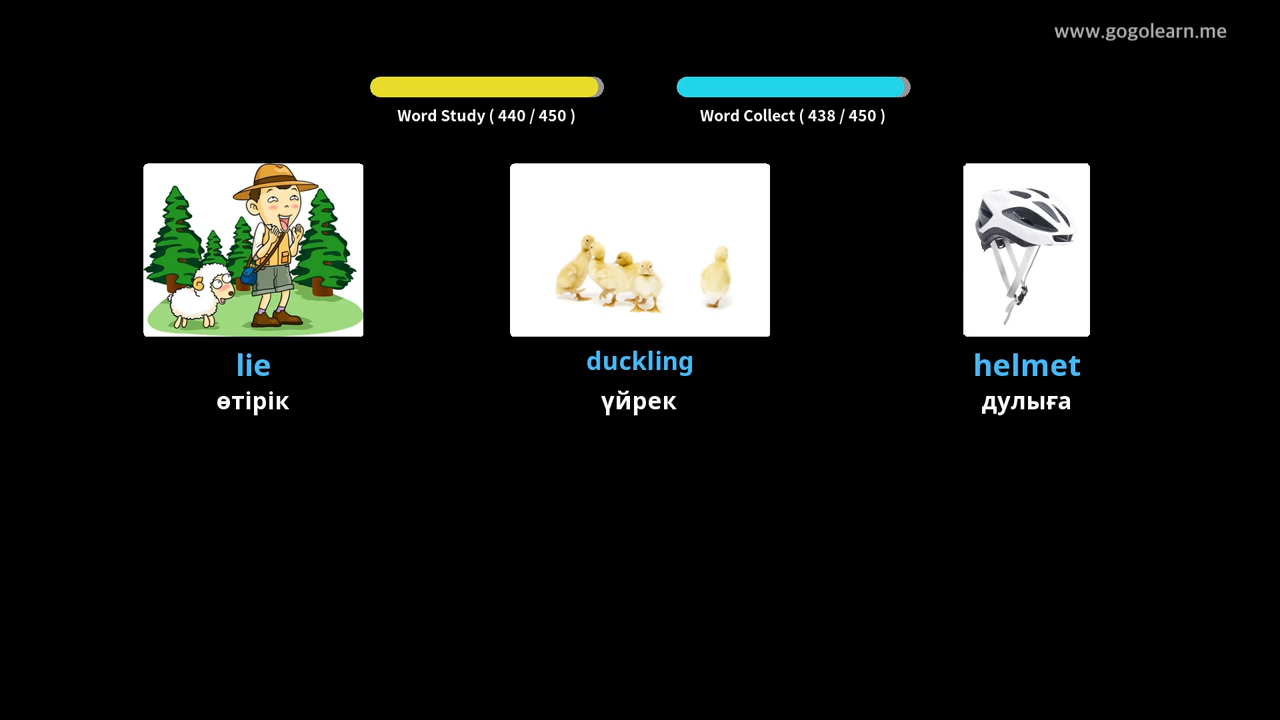 www.gogolearn.me
Word Study ( 440 / 450 )
Word Collect ( 438 / 450 )
lie
duckling
helmet
өтірік
үйрек
дулыға